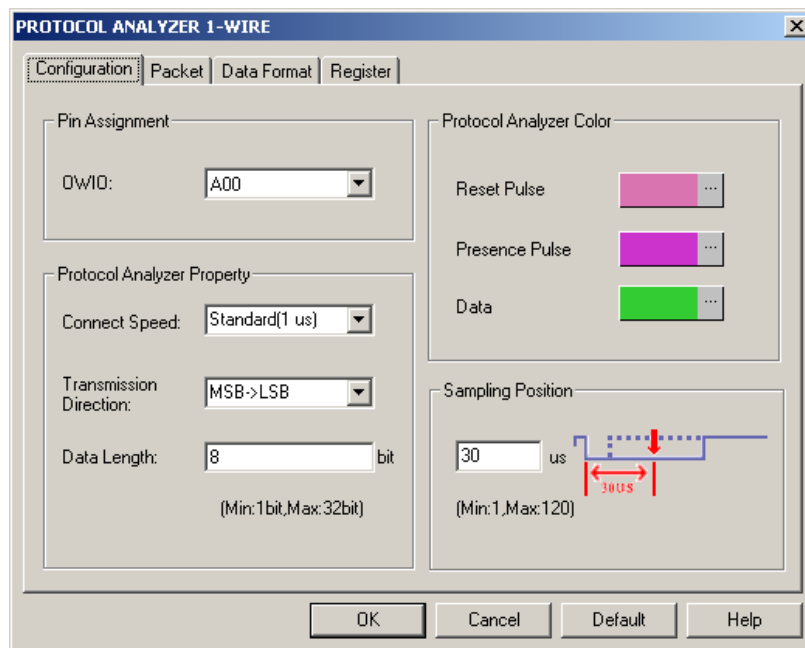 PROTOCOL ANALYZER 1-WIRE
Configuration Packet Data Format Register
Pin Assignment
OWIO: A00
Protocol Analyzer Property
Connect Speed: Standard(1 us)
Transmission
Direction: MSB->LSB
Data Length: 8 bit
(Min:1bit,Max:32bit)
Protocol Analyzer Color
Reset Pulse ...
Presence Pulse ...
Data ...
Sampling Position
30 us
30US
(Min:1,Max:120)
OK Cancel Default Help